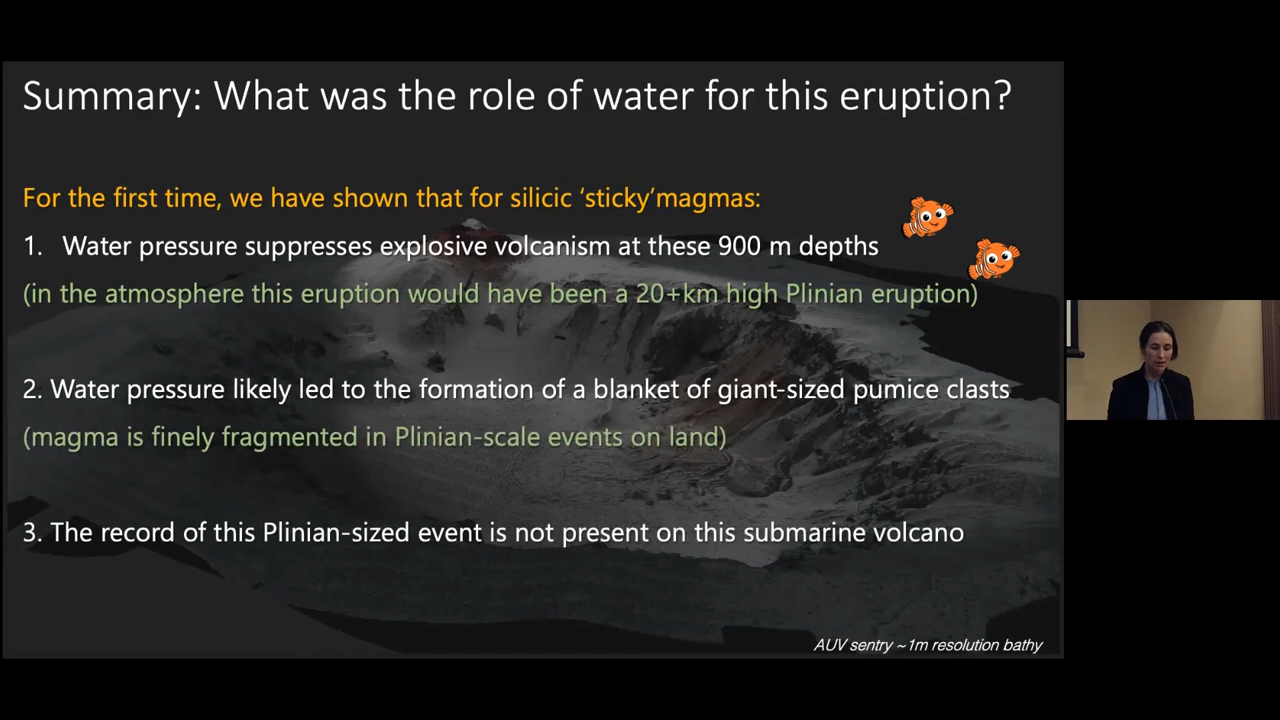 Summary: What was the role of water for this eruption?
For the first time, we have shown that for silicic ‘sticky’magmas:
1. Water pressure suppresses explosive volcanism at these 900 m depths
(in the atmosphere this eruption would have been a 20+km high Plinian eruption)
2. Water pressure likely led to the formation of a blanket of giant-sized pumice clasts
(magma is finely fragmented in Plinian-scale events on land)
3. The record of this Plinian-sized event is not present on this submarine volcano
AUV sentry ~1m resolution bathy